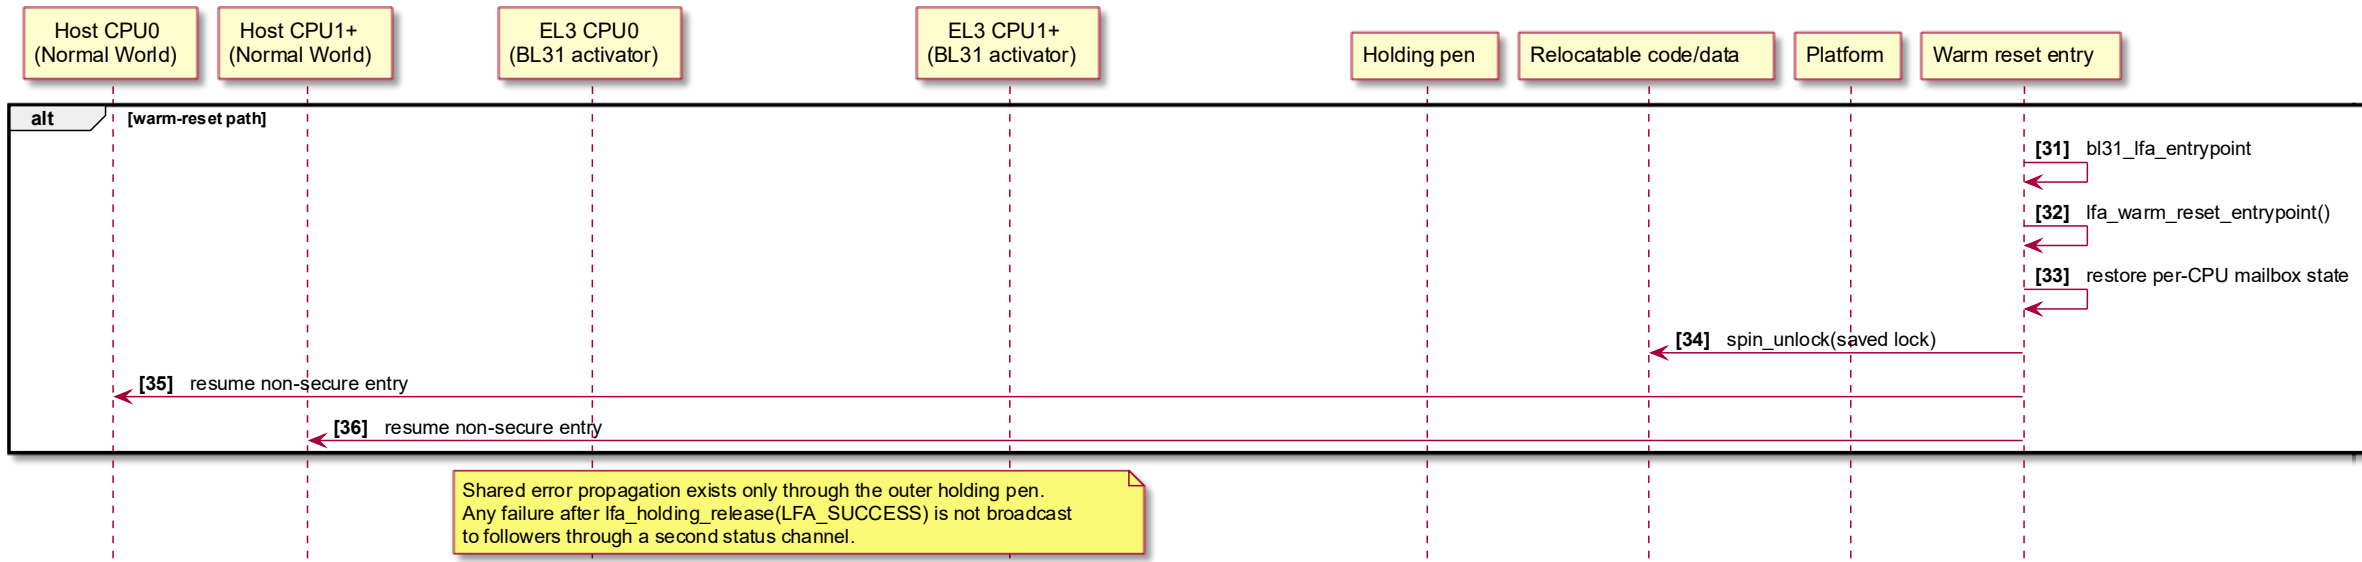 Host CPU0
(Normal World)
Host CPU1+
(Normal World)
EL3 CPU0
(BL31 activator)
EL3 CPU1+
(BL31 activator)
Holding pen
Relocatable code/data
Platform
Warm reset entry
alt
[warm-reset path]
[31] bl31_lfa_entrypoint
[32] lfa_warm_reset_entrypoint()
[33] restore per-CPU mailbox state
[34] spin_unlock(saved lock)
[35] resume non-secure entry
[36] resume non-secure entry
Shared error propagation exists only through the outer holding pen.
Any failure after lfa_holding_release(LFA_SUCCESS) is not broadcast
to followers through a second status channel.